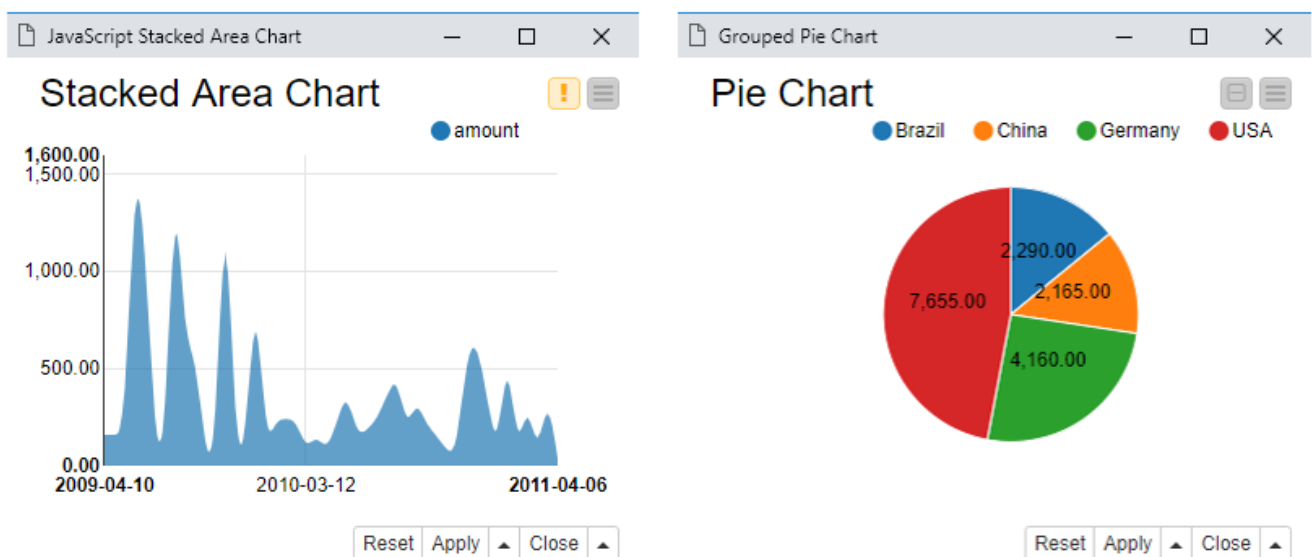 JavaScript Stacked Area Chart
Stacked Area Chart
amount
1,600.00
1,500.00
1,000.00
500.00
0.00
2009-04-10 2010-03-12 2011-04-06
Reset Apply Close
Grouped Pie Chart
Pie Chart
Brazil China Germany USA
2,290.00
2,165.00
7,655.00
4,160.00
Reset Apply Close